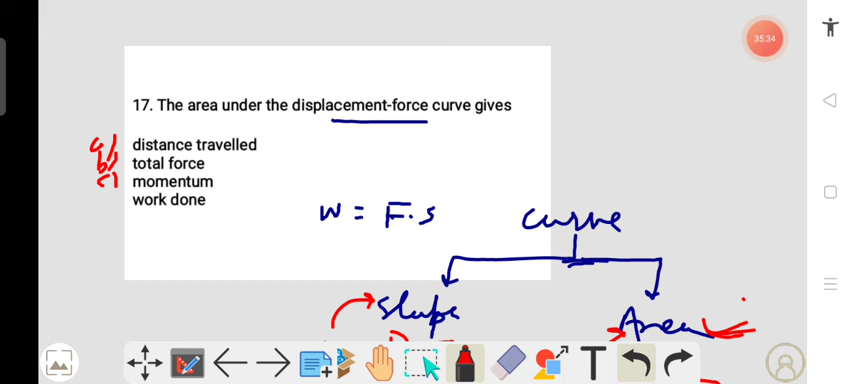 35:34
17. The area under the displacement-force curve gives
a) distance travelled
b) total force
c) momentum
work done
W = F.s
curve
Slope
Area
T